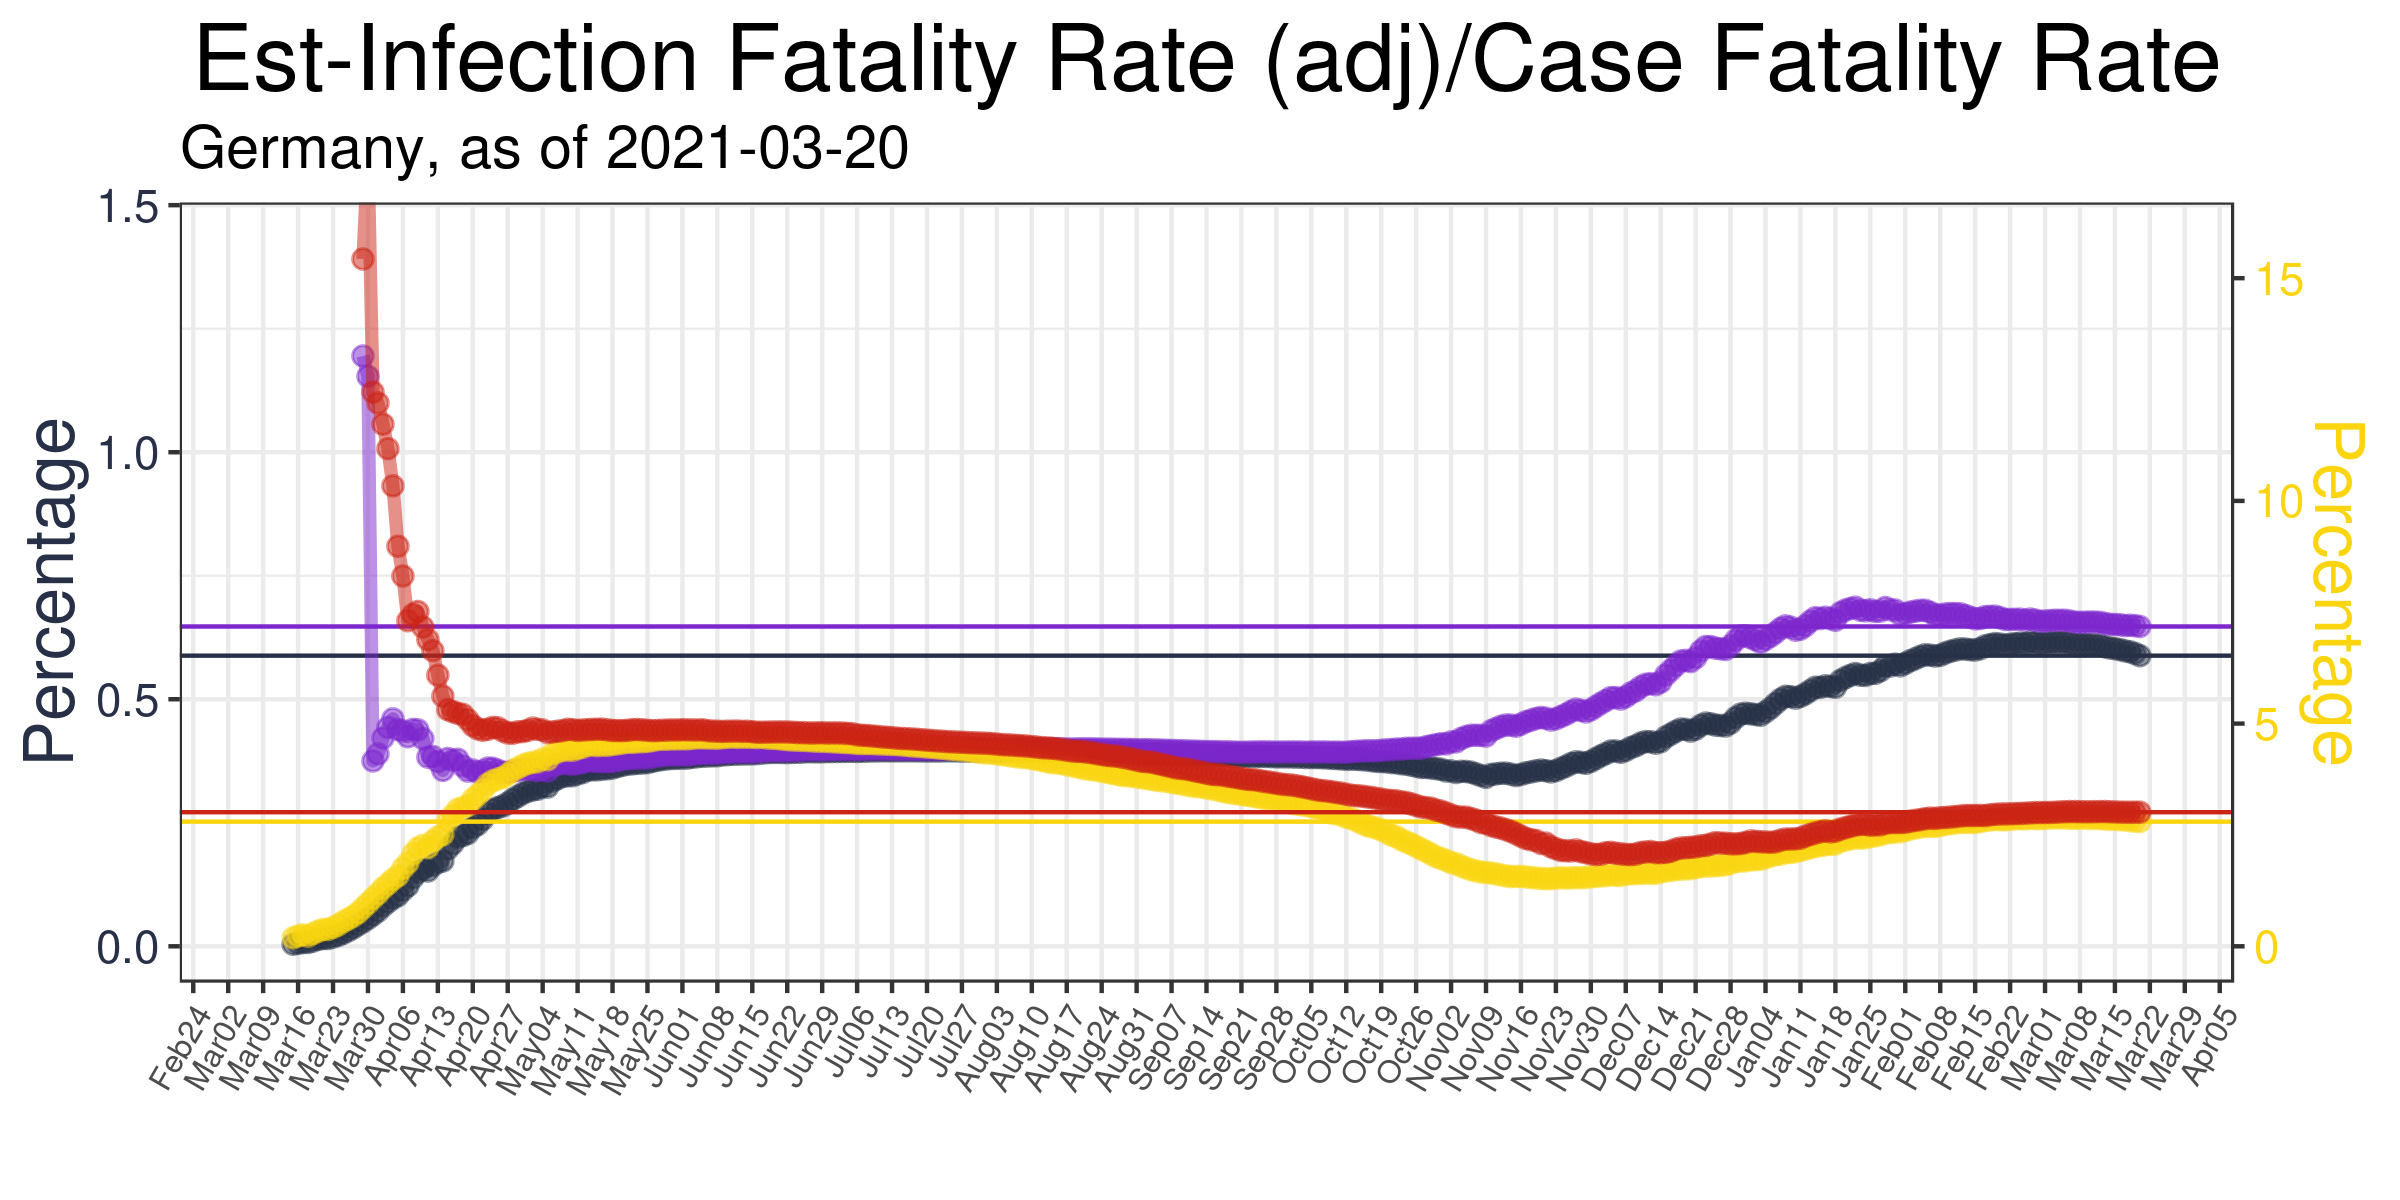 Est-Infection Fatality Rate (adj)/Case Fatality Rate
Germany, as of 2021-03-20
Percentage
1.5
1.0
0.5
0.0
15
10
5
0
Percentage
Feb24
Mar02
Mar09
Mar16
Mar23
Mar30
Apr06
Apr13
Apr20
Apr27
May04
May11
May18
May25
Jun01
Jun08
Jun15
Jun22
Jun29
Jul06
Jul13
Jul20
Jul27
Aug03
Aug10
Aug17
Aug24
Aug31
Sep07
Sep14
Sep21
Sep28
Oct05
Oct12
Oct19
Oct26
Nov02
Nov09
Nov16
Nov23
Nov30
Dec07
Dec14
Dec21
Dec28
Dec04
Jan11
Jan18
Jan25
Feb01
Feb08
Feb15
Feb22
Mar01
Mar08
Mar15
Mar22
Mar29
Apr05